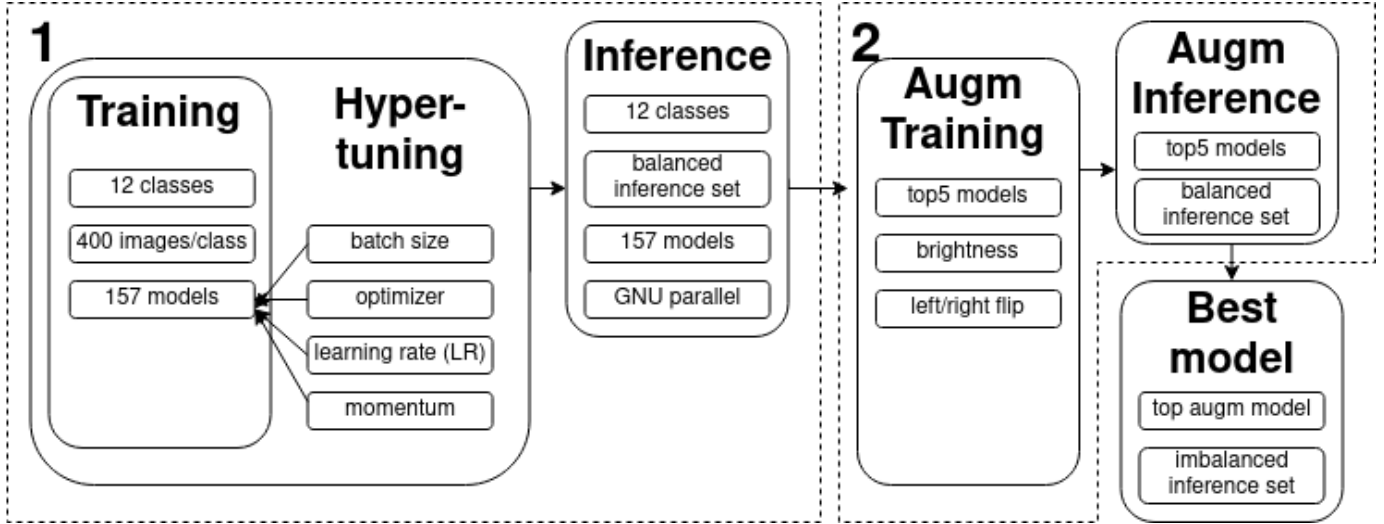 1
Training
12 classes
400 images/class
157 models
Hyper-
tuning
batch size
optimizer
learning rate (LR)
momentum
Inference
12 classes
balanced
inference set
157 models
GNU parallel
2
Augm
Training
top5 models
brightness
left/right flip
Augm
Inference
top5 models
balanced
inference set
Best
model
top augm model
imbalanced
inference set